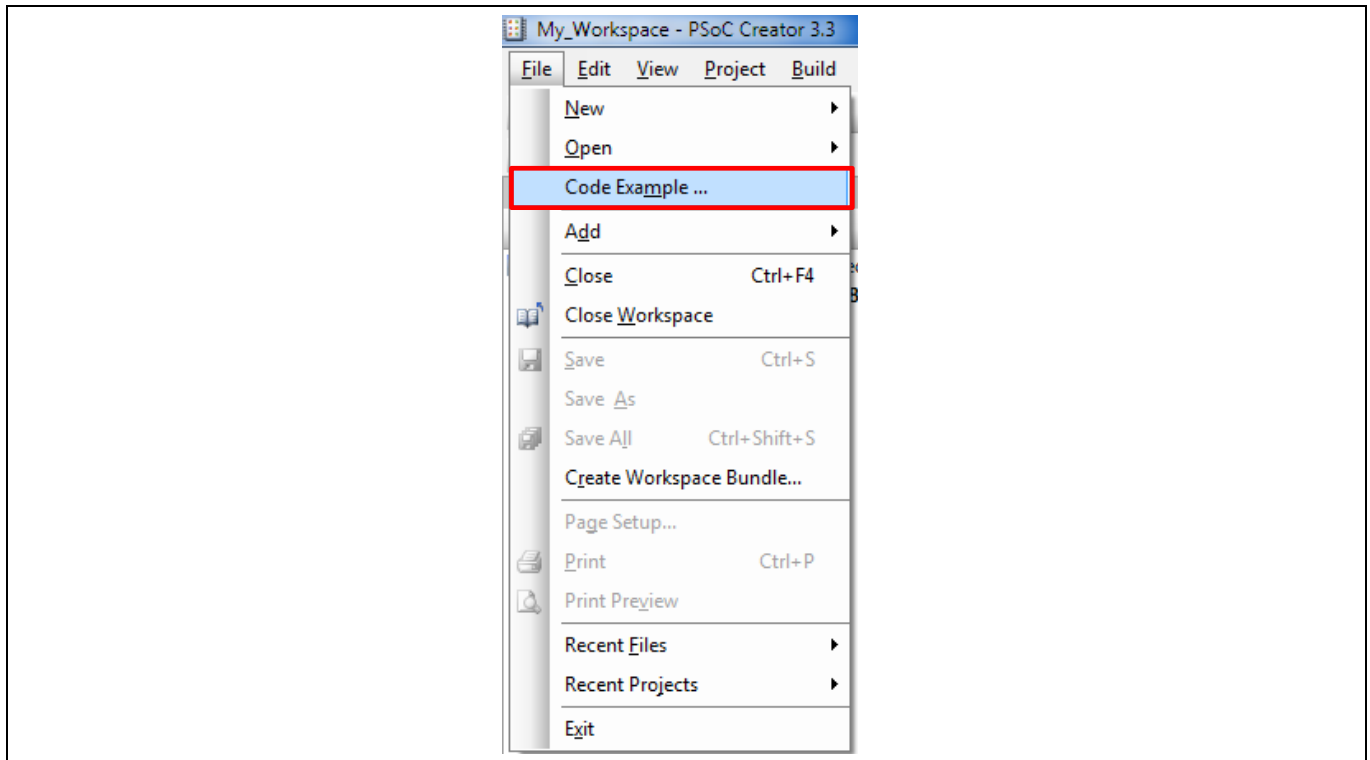 My_Workspace - PSoC Creator 3.3
File Edit View Project Build
New
Open
Code Example ...
Add
Close Ctrl+F4
Close Workspace
Save Ctrl+S
Save As
Save All Ctrl+Shift+S
Create Workspace Bundle...
Page Setup...
Print Ctrl+P
Print Preview
Recent Files
Recent Projects
Exit